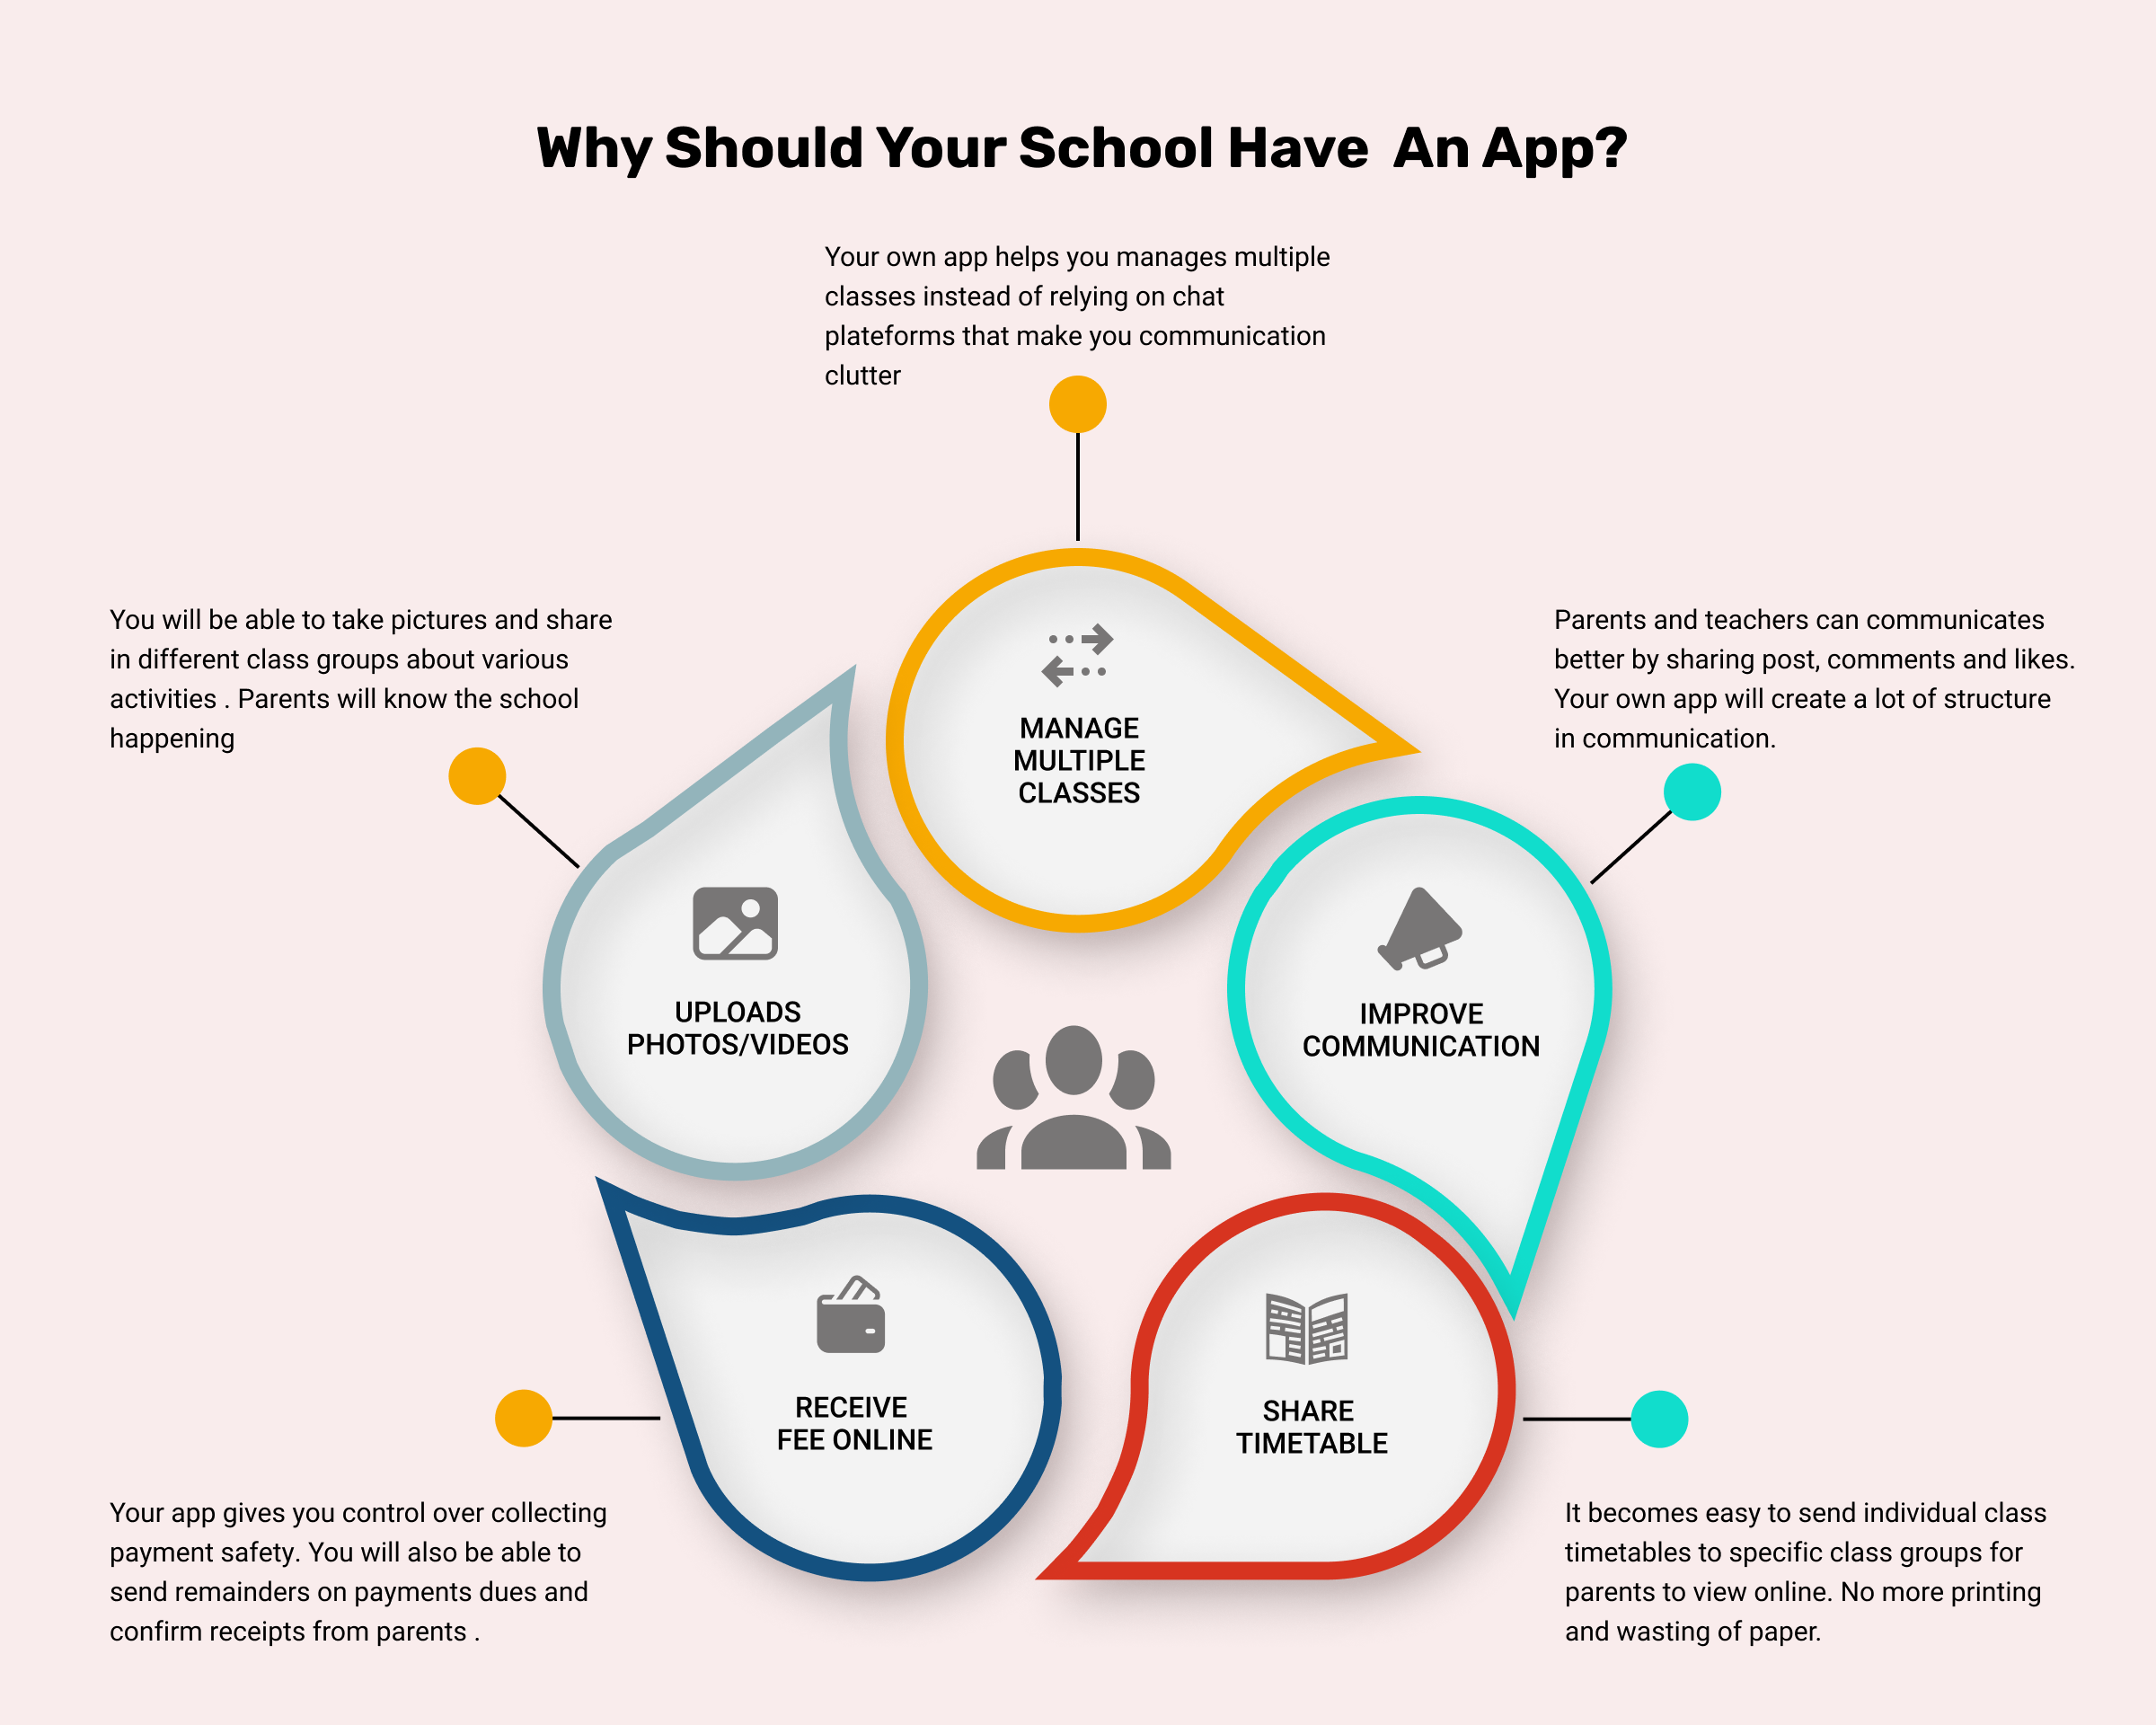 Why Should Your School Have  An App?
Your own app helps you manages multiple
classes instead of relying on chat
plateforms that make you communication
clutter
You will be able to take pictures and share
in different class groups about various
activities . Parents will know the school
happening
Parents and teachers can communicates
better by sharing post, comments and likes.
Your own app will create a lot of structure
in communication.
MANAGE
MULTIPLE
CLASSES
UPLOADS
PHOTOS/VIDEOS
IMPROVE
COMMUNICATION
RECEIVE
FEE ONLINE
SHARE
TIMETABLE
Your app gives you control over collecting
payment safety. You will also be able to
send remainders on payments dues and
confirm receipts from parents .
It becomes easy to send individual class
timetables to specific class groups for
parents to view online. No more printing
and wasting of paper.